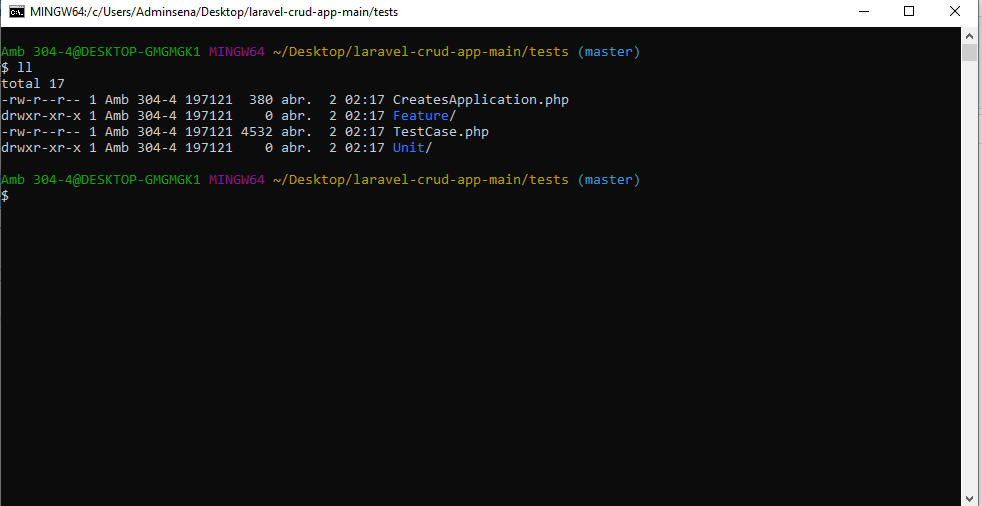 MINGW64:/c/Users/Adminsena/Desktop/laravel-crud-app-main/tests
Amb 304-4@DESKTOP-GMGMGK1 MINGW64 ~/Desktop/laravel-crud-app-main/tests (master)
$ ll
total 17
-rw-r--r-- 1 Amb 304-4 197121  380 abr.  2 02:17 CreatesApplication.php
drwxr-xr-x 1 Amb 304-4 197121    0 abr.  2 02:17 Feature/
-rw-r--r-- 1 Amb 304-4 197121 4532 abr.  2 02:17 TestCase.php
drwxr-xr-x 1 Amb 304-4 197121    0 abr.  2 02:17 Unit/
Amb 304-4@DESKTOP-GMGMGK1 MINGW64 ~/Desktop/laravel-crud-app-main/tests (master)
$